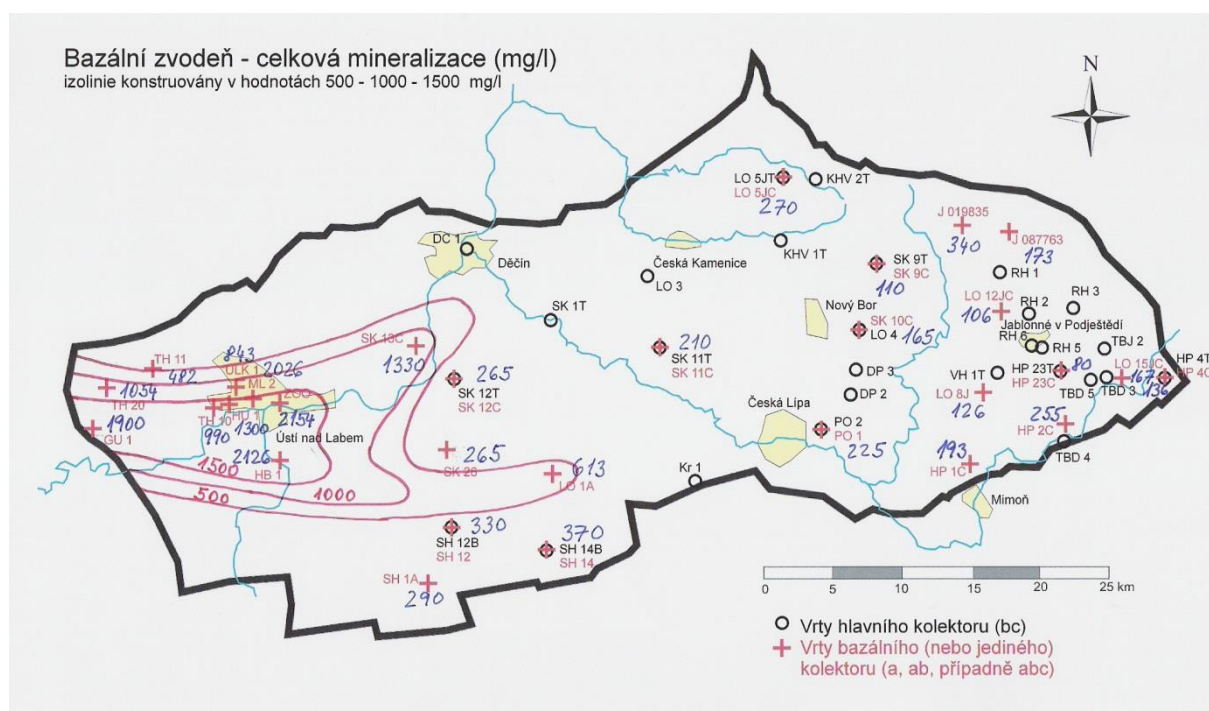 Bazální zvodeň - celková mineralizace (mg/l)
izolinie konstruovány v hodnotách 500 - 1000 - 1500 mg/l
N
LO 5JT
LO 5JC
270
KHV 2T
J 019835
340
J 087763
173
DC 1
Děčín
KHV 1T
Česká Kamenice
LO 3
SK 9T
SK 9C
110
RH 1
LO 12JC
106
RH 2
RH 3
Nový Bor
SK 10C
LO 4
165
Jablonné v Podještědí
RH 6
RH 5
TBJ 2
SK 1T
SK 13C
1330
210
SK 11T
SK 11C
TH 11
482
843
ULK 1
2026
ML 2
ZOO
1054
TH 20
HU 1
TH 10
990
1300
2154
Ústí nad Labem
1900
GU 1
2126
HB 1
265
SK 12T
SK 12C
DP 3
DP 2
VH 1T
HP 23T
HP 23C
80
TBD 5
TBD 3
LO 15JC
167
HP 4T
HP 4C
136
LO 8J
126
Česká Lípa
PO 2
PO 1
225
255
HP 2C
TBD 4
193
HP 1C
Mimoň
265
SK 26
613
LO 1A
Kr 1
1500
1000
500
330
SH 12B
SH 12
370
SH 14B
SH 14
SH 1A
290
0 5 10 15 20 25 km
Vrty hlavního kolektoru (bc)
Vrty bazálního (nebo jediného)
kolektoru (a, ab, případně abc)